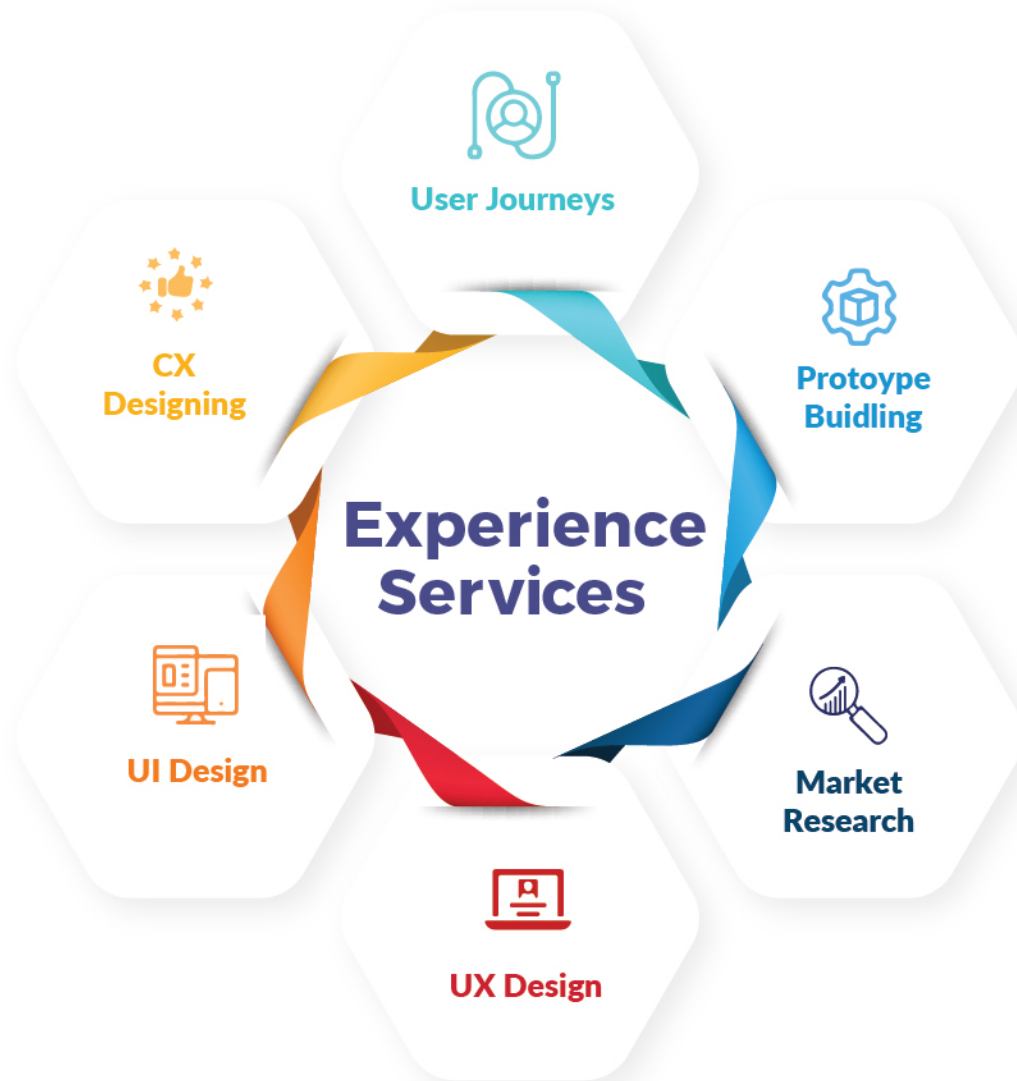 User Journeys
CX
Designing
Protoype
Buidling
Experience
Services
UI Design
Market
Research
UX Design